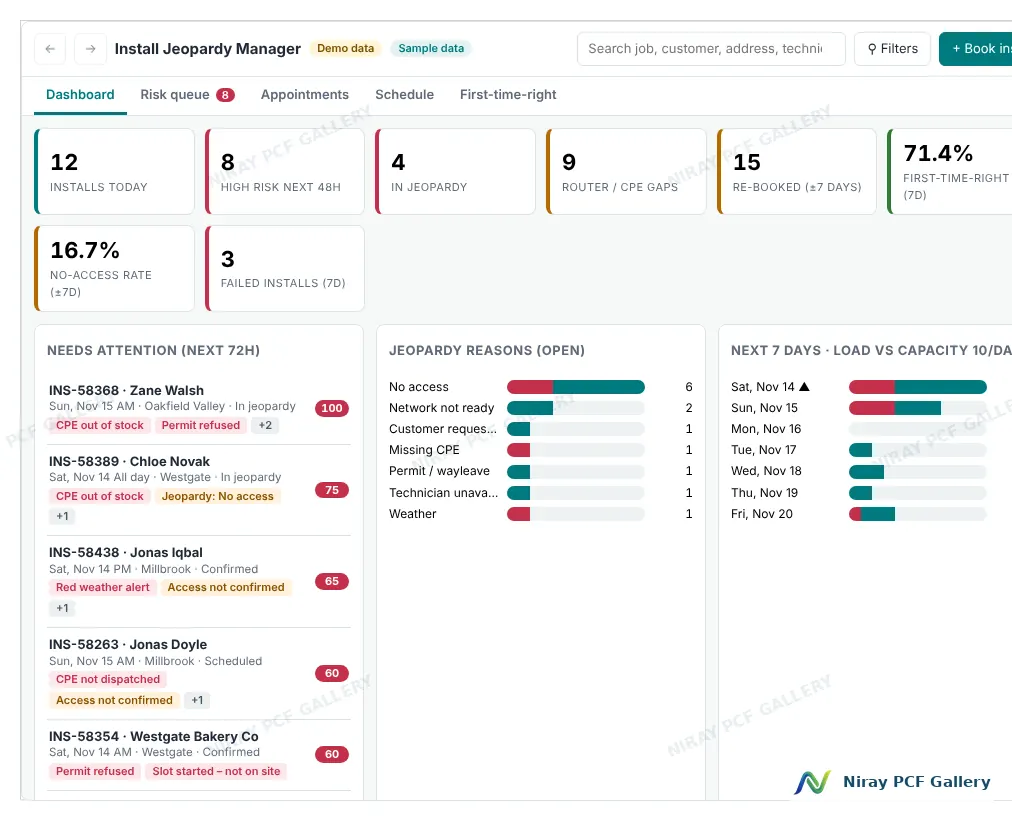 ← → Install Jeopardy Manager Demo data Sample data Search job, customer, address, techni Filters + Book ins
Dashboard Risk queue 8 Appointments Schedule First-time-right
12
INSTALLS TODAY
8
HIGH RISK NEXT 48H
4
IN JEOPARDY
9
ROUTER / CPE GAPS
15
RE-BOOKED (±7 DAYS)
71.4%
FIRST-TIME-RIGHT
(7D)
16.7%
NO-ACCESS RATE
(±7D)
3
FAILED INSTALLS (7D)
NEEDS ATTENTION (NEXT 72H)
INS-58368 · Zane Walsh
Sun, Nov 15 AM · Oakfield Valley · In jeopardy
CPE out of stock Permit refused +2
100
INS-58389 · Chloe Novak
Sat, Nov 14 All day · Westgate · In jeopardy
CPE out of stock Jeopardy: No access
+1
75
INS-58438 · Jonas Iqbal
Sat, Nov 14 PM · Millbrook · Confirmed
Red weather alert Access not confirmed
+1
65
INS-58263 · Jonas Doyle
Sun, Nov 15 AM · Millbrook · Scheduled
CPE not dispatched
Access not confirmed +1
60
INS-58354 · Westgate Bakery Co
Sat, Nov 14 AM · Westgate · Confirmed
Permit refused Slot started – not on site
60
JEOPARDY REASONS (OPEN)
No access 6
Network not ready 2
Customer reques... 1
Missing CPE 1
Permit / wayleave 1
Technician unava... 1
Weather 1
NEXT 7 DAYS · LOAD VS CAPACITY 10/DA
Sat, Nov 14 ▲
Sun, Nov 15
Mon, Nov 16
Tue, Nov 17
Wed, Nov 18
Thu, Nov 19
Fri, Nov 20
NIRAY PCF GALLERY
NIRAY PCF GALLERY
NIRAY PCF GALLERY
NIRAY PCF GALLERY
Niray PCF Gallery